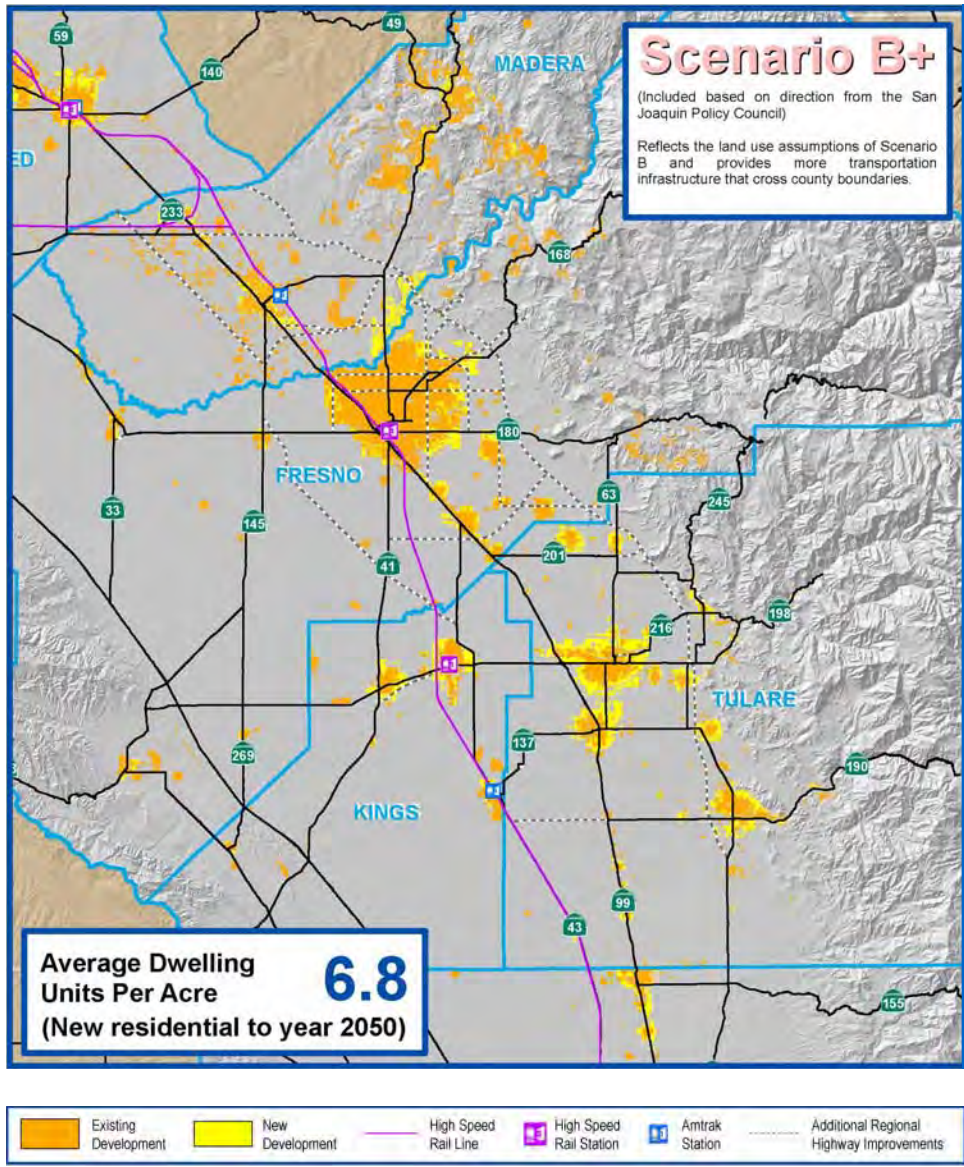 59
49
140
MADERA
Scenario B+
(Included based on direction from the San
Joaquin Policy Council)
Reflects the land use assumptions of Scenario
B and provides more transportation
infrastructure that cross county boundaries.
ED
233
168
180
FRESNO
33
145
63
245
41
201
198
216
TULARE
269
137
190
KINGS
99
43
155
Average Dwelling
Units Per Acre
6.8
(New residential to year 2050)
Existing
Development
New
Development
High Speed
Rail Line
High Speed
Rail Station
Amtrak
Station
Additional Regional
Highway Improvements